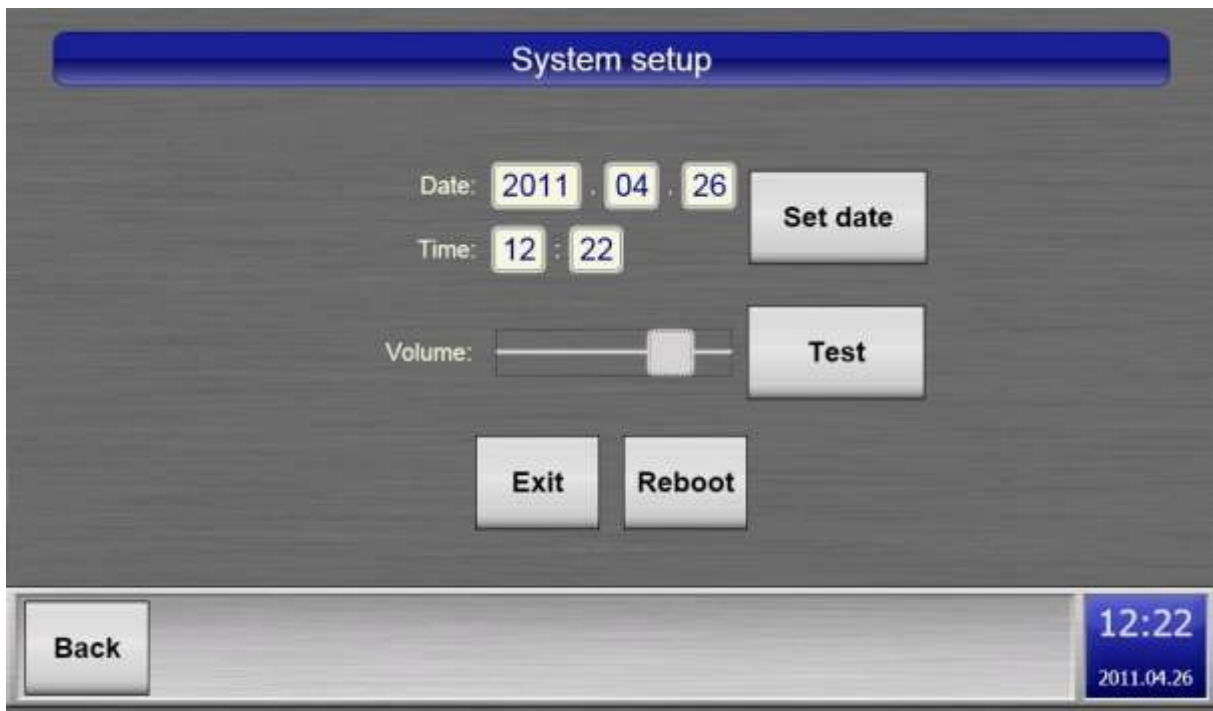 System setup
Date: 2011 . 04 . 26
Set date
Time: 12 : 22
Volume:
Test
Exit
Reboot
Back
12:22
2011.04.26